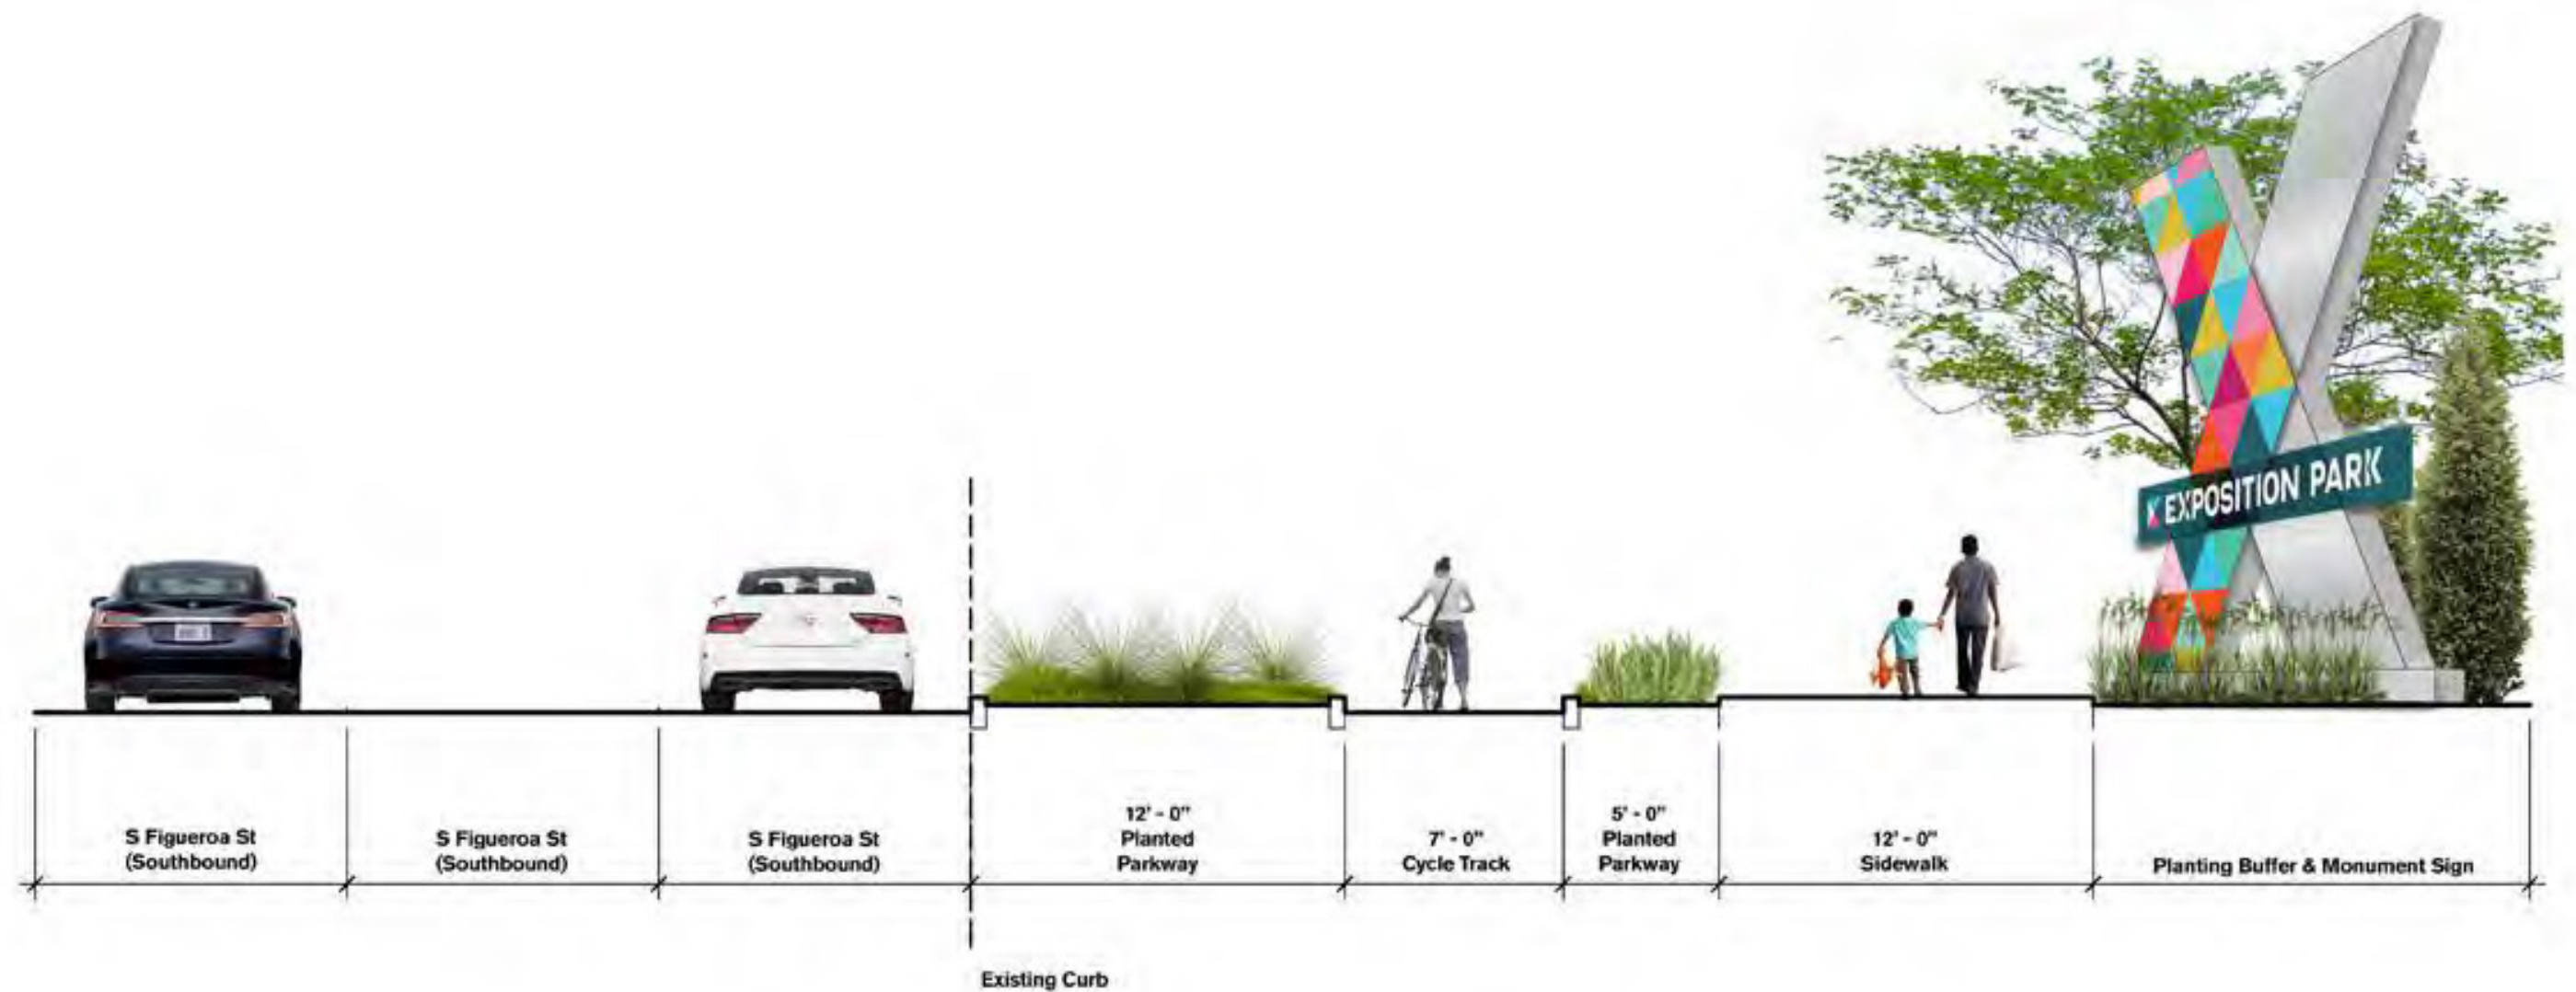 EXPOSITION PARK
S Figueroa St
(Southbound)
S Figueroa St
(Southbound)
S Figueroa St
(Southbound)
12' - 0"
Planted
Parkway
7' - 0"
Cycle Track
5' - 0"
Planted
Parkway
12' - 0"
Sidewalk
Planting Buffer & Monument Sign
Existing Curb